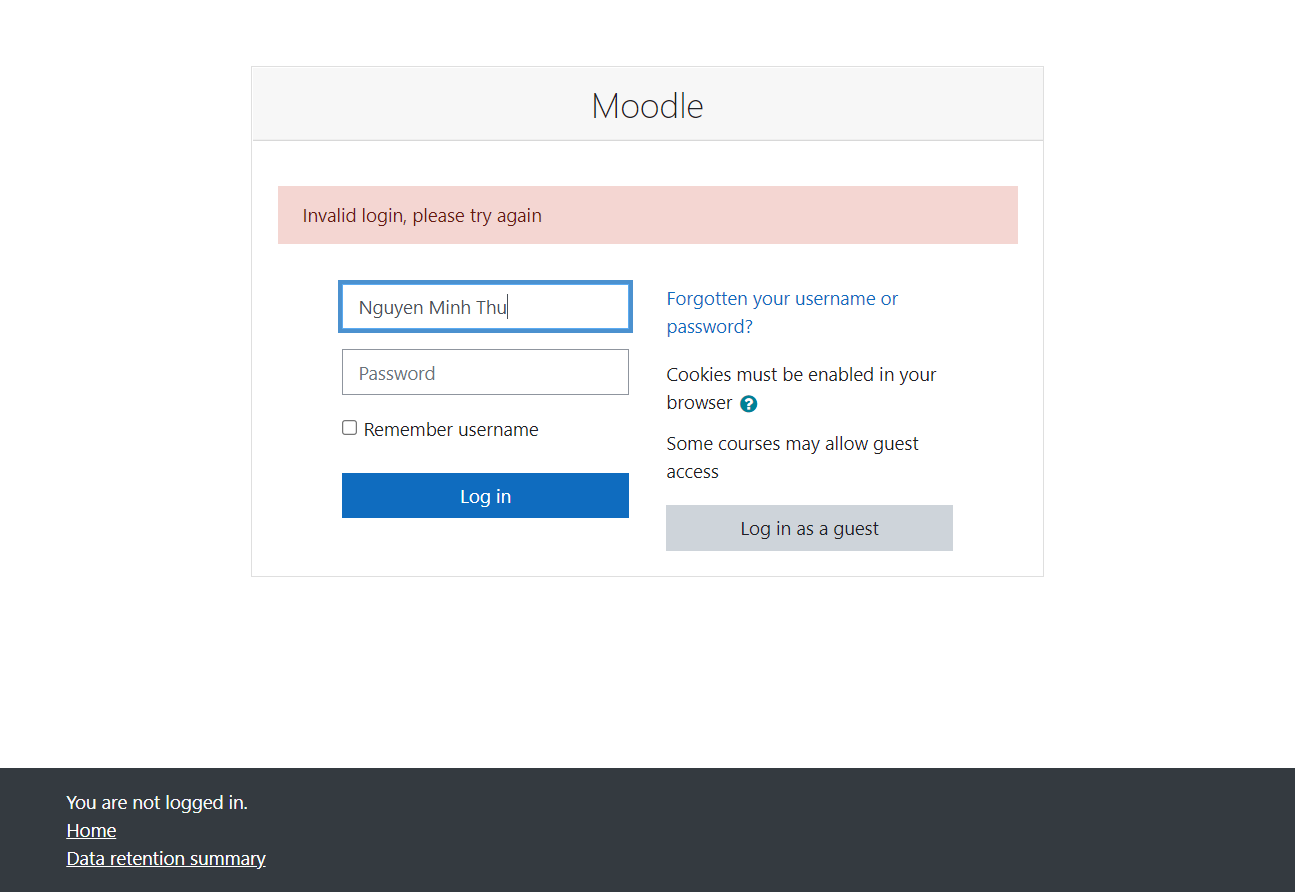 Moodle
Invalid login, please try again
Nguyen Minh Thu
Password
Remember username
Log in
Forgotten your username or
password?
Cookies must be enabled in your
browser ?
Some courses may allow guest
access
Log in as a guest
You are not logged in.
Home
Data retention summary